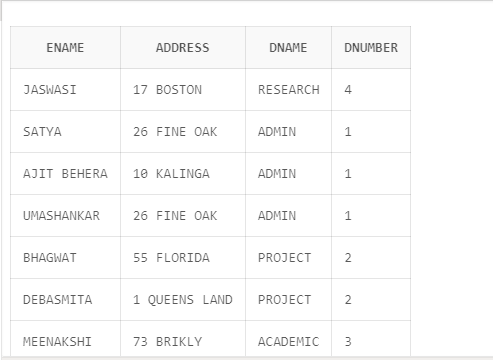 ENAME ADDRESS DNAME DNUMBER
JASWASI 17 BOSTON RESEARCH 4
SATYA 26 FINE OAK ADMIN 1
AJIT BEHERA 10 KALINGA ADMIN 1
UMASHANKAR 26 FINE OAK ADMIN 1
BHAGWAT 55 FLORIDA PROJECT 2
DEBASMITA 1 QUEENS LAND PROJECT 2
MEENAKSHI 73 BRIKLY ACADEMIC 3